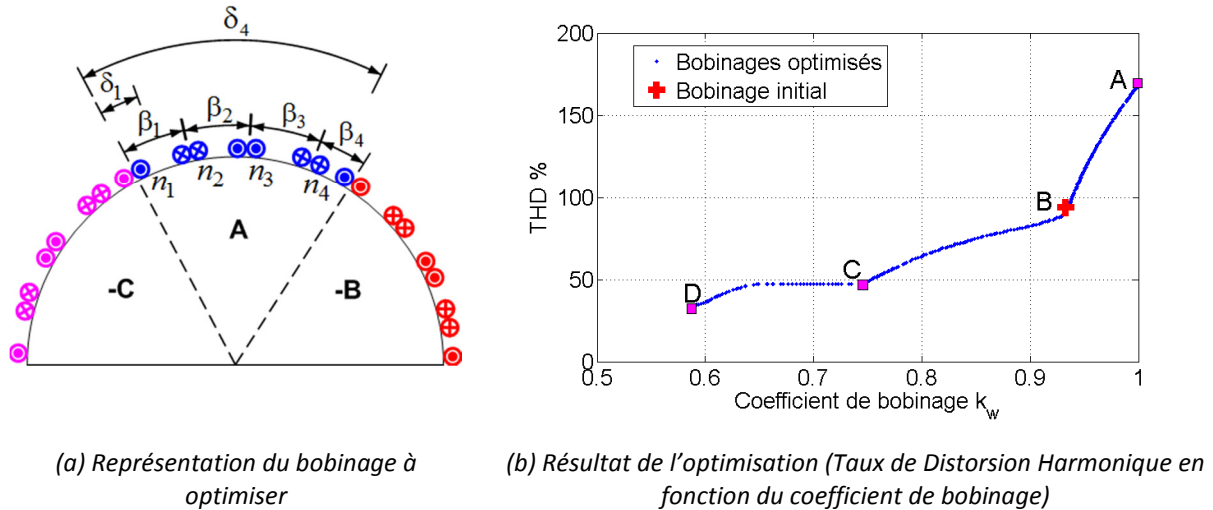 δ4
δ1
β1
β2
β3
β4
n1
n2
n3
n4
A
-C
-B
200
150
100
50
0
THD %
Bobinages optimisés
Bobinage initial
A
B
C
D
0.5
0.6
0.7
0.8
0.9
1
Coefficient de bobinage kw
(a) Représentation du bobinage à
optimiser
(b) Résultat de l’optimisation (Taux de Distorsion Harmonique en
fonction du coefficient de bobinage)